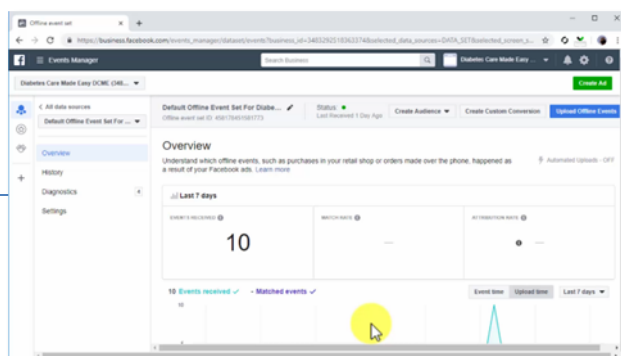 Offline event set
https://business.facebook.com/events_manager/dataset/events?business_id=
Events Manager
Search Business
Diabetes Care Made Easy ...
Diabetes Care Made Easy DCME (346...
Create Ad
< All data sources
Default Offline Event Set For ...
Default Offline Event Set For Diabe...
Offline event set ID:
Status:
Last Received 1 Day Ago
Create Audience
Create Custom Conversion
Upload Offline Events
Overview
History
Diagnostics
Settings
Overview
Understand which offline events, such as purchases in your retail shop or orders made over the phone, happened as
a result of your Facebook ads. Learn more
Automated Uploads - OFF
Last 7 days
EVENTS RECEIVED
MATCH RATE
ATTRIBUTION RATE
10
10 Events received
- Matched events
Event time
Upload time
Last 7 days
10